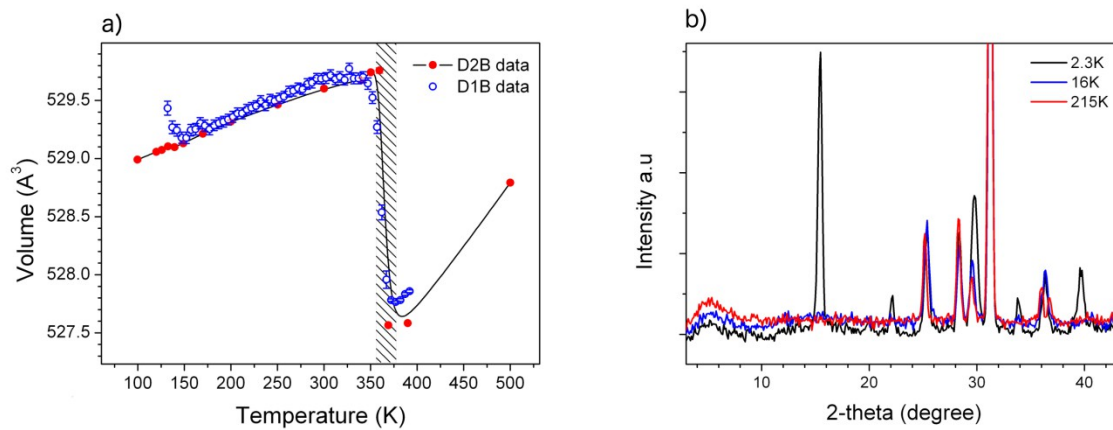 a)
D2B data
D1B data
529.5
529.0
528.5
528.0
527.5
Volume (A³)
100 150 200 250 300 350 400 450 500
Temperature (K)
b)
2.3K
16K
215K
Intensity a.u
10 20 30 40
2-theta (degree)